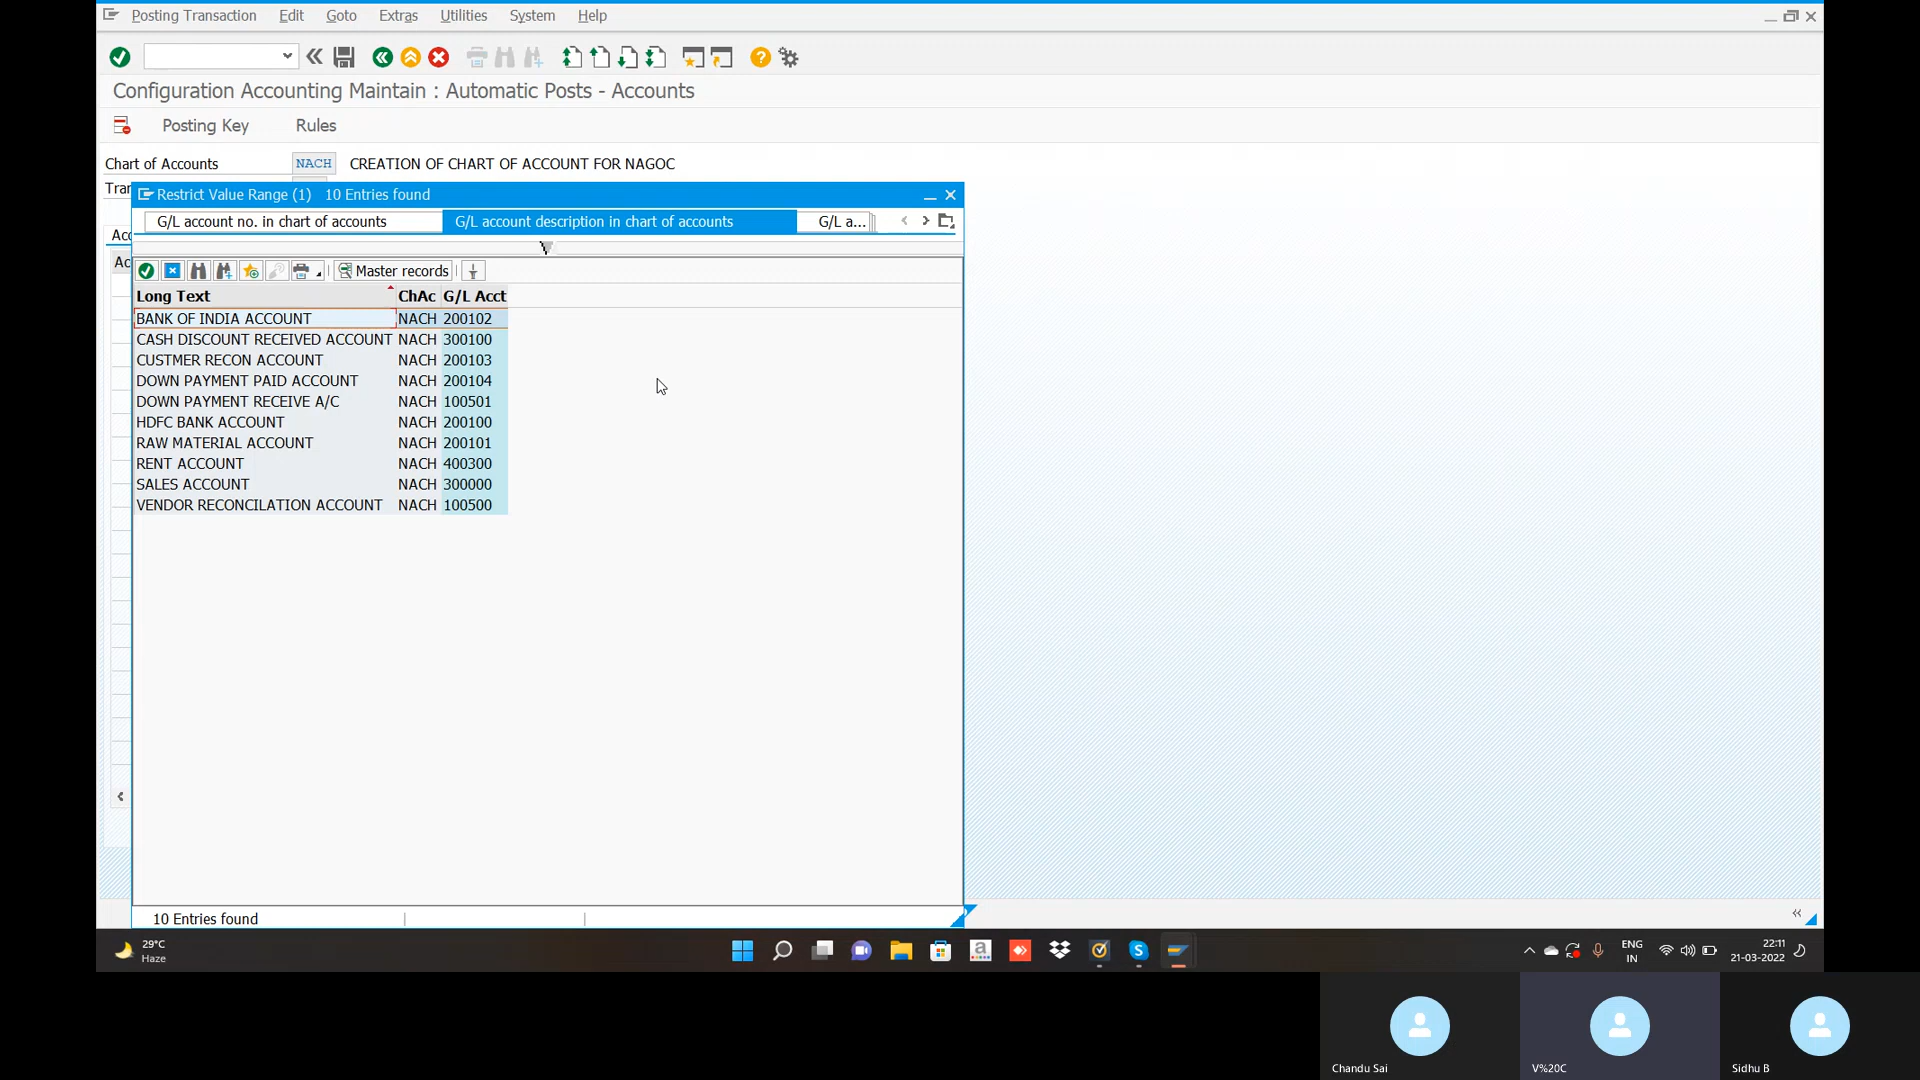 Posting Transaction Edit Goto Extras Utilities System Help
Configuration Accounting Maintain : Automatic Posts - Accounts
Posting Key Rules
Chart of Accounts NACH CREATION OF CHART OF ACCOUNT FOR NAGOC
Tran
Restrict Value Range (1) 10 Entries found
G/L account no. in chart of accounts G/L account description in chart of accounts G/L a...
Acc
Ac
Master records
Long Text ChAc G/L Acct
BANK OF INDIA ACCOUNT NACH 200102
CASH DISCOUNT RECEIVED ACCOUNT NACH 300100
CUSTMER RECON ACCOUNT NACH 200103
DOWN PAYMENT PAID ACCOUNT NACH 200104
DOWN PAYMENT RECEIVE A/C NACH 100501
HDFC BANK ACCOUNT NACH 200100
RAW MATERIAL ACCOUNT NACH 200101
RENT ACCOUNT NACH 400300
SALES ACCOUNT NACH 300000
VENDOR RECONCILATION ACCOUNT NACH 100500
10 Entries found
29°C
Haze
ENG
IN
22:11
21-03-2022
Chandu Sai V%20C Sidhu B